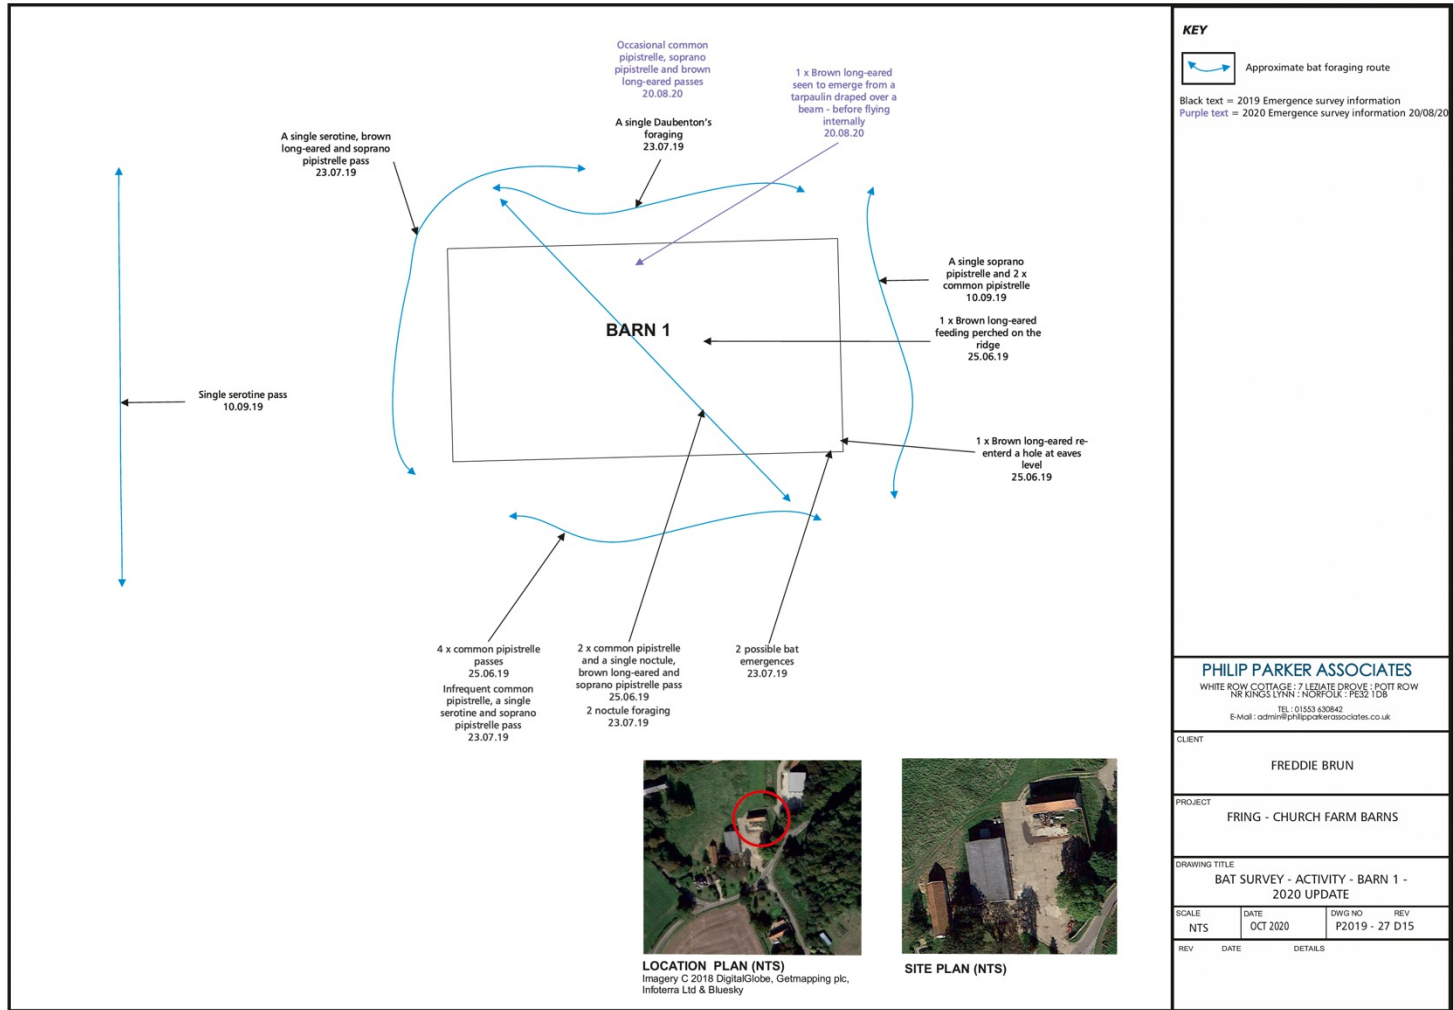 Occasional common
pipistrelle, soprano
pipistrelle and brown
long-eared passes
20.08.20
1 x Brown long-eared
seen to emerge from a
tarpaulin draped over a
beam - before flying
internally
20.08.20
A single Daubenton's
foraging
23.07.19
A single serotine, brown
long-eared and soprano
pipistrelle pass
23.07.19
A single soprano
pipistrelle and 2 x
common pipistrelle
10.09.19
1 x Brown long-eared
feeding perched on the
ridge
25.06.19
BARN 1
Single serotine pass
10.09.19
1 x Brown long-eared re-
enterd a hole at eaves
level
25.06.19
4 x common pipistrelle
passes
25.06.19
Infrequent common
pipistrelle, a single
serotine and soprano
pipistrelle pass
23.07.19
2 x common pipistrelle
and a single noctule,
brown long-eared and
soprano pipistrelle pass
25.06.19
2 noctule foraging
23.07.19
2 possible bat
emergences
23.07.19
LOCATION PLAN (NTS)
Imagery C 2018 DigitalGlobe, Getmapping plc,
Infoterra Ltd & Bluesky
SITE PLAN (NTS)
KEY
Approximate bat foraging route
Black text = 2019 Emergence survey information
Purple text = 2020 Emergence survey information 20/08/20
PHILIP PARKER ASSOCIATES
WHITE ROW COTTAGE : 7 LEZIATE DROVE : POTT ROW
NR KINGS LYNN : NORFOLK : PE32 1DB
TEL : 01553 630842
E-Mail : admin@philipparkerassociates.co.uk
CLIENT
FREDDIE BRUN
PROJECT
FRING - CHURCH FARM BARNS
DRAWING TITLE
BAT SURVEY - ACTIVITY - BARN 1 -
2020 UPDATE
SCALE DATE DWG NO REV
NTS OCT 2020 P2019 - 27 D15
REV DATE DETAILS